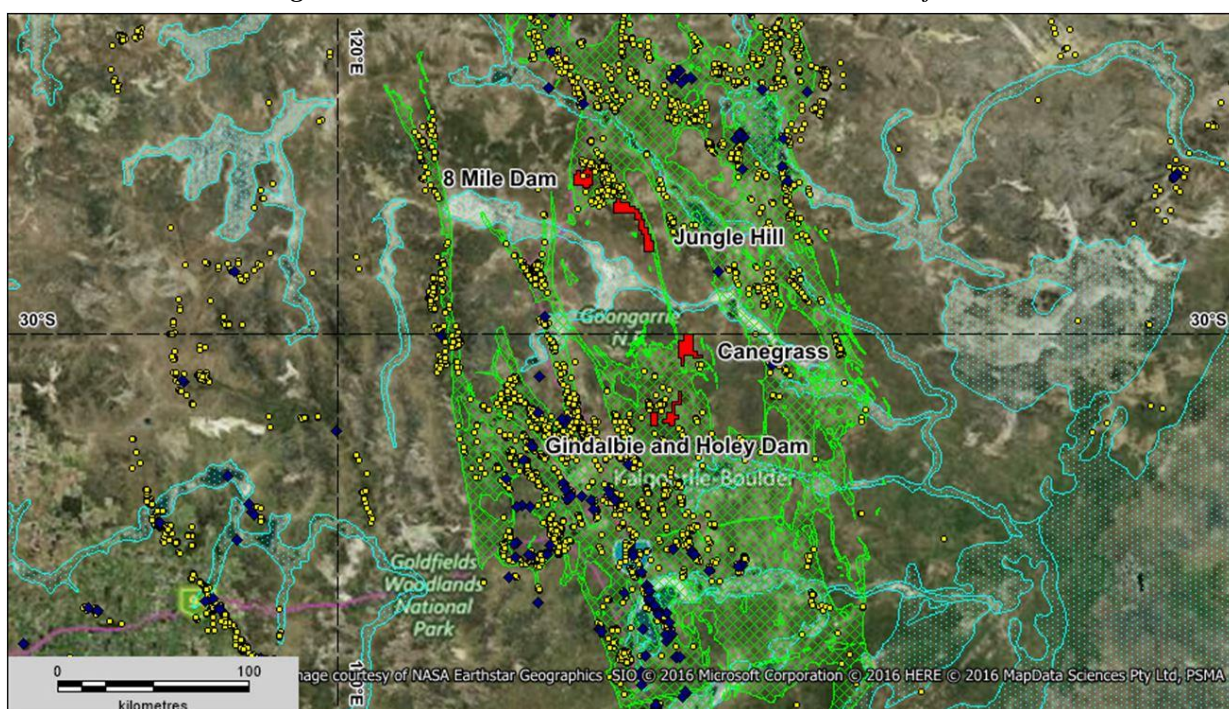 120°E
8 Mile Dam
Jungle Hill
30°S
30°S
Goongarrie
N.P.
Canegrass
Gindalbie and Holey Dam
Kalgoorlie-Boulder
Goldfields
Woodlands
National
Park
0 100
kilometres
Image courtesy of NASA Earthstar Geographics SIO © 2016 Microsoft Corporation © 2016 HERE © 2016 MapData Sciences Pty Ltd, PSMA